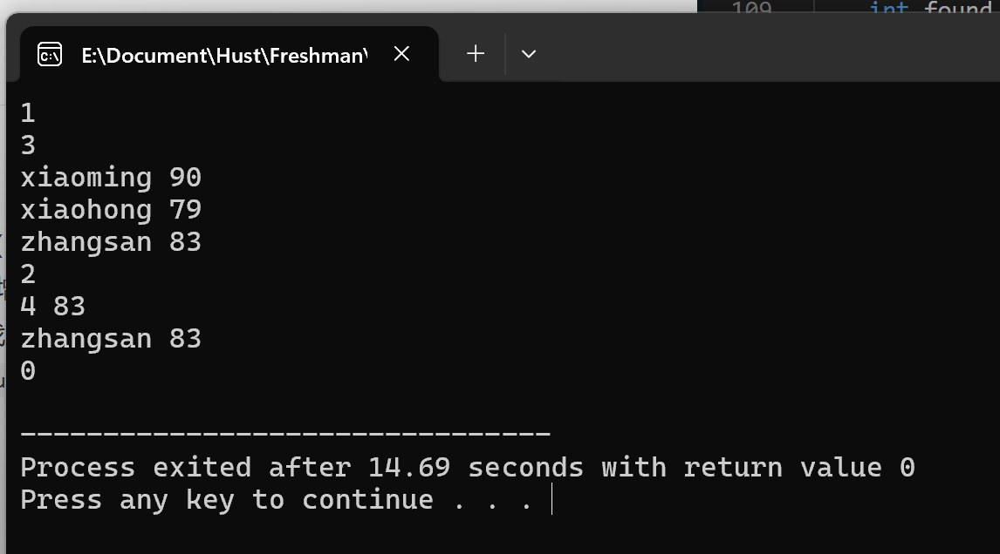 109 int found
E:\Document\Hust\Freshman\
1
3
xiaoming 90
xiaohong 79
zhangsan 83
2
4 83
zhangsan 83
0
--------------------------------
Process exited after 14.69 seconds with return value 0
Press any key to continue . . .